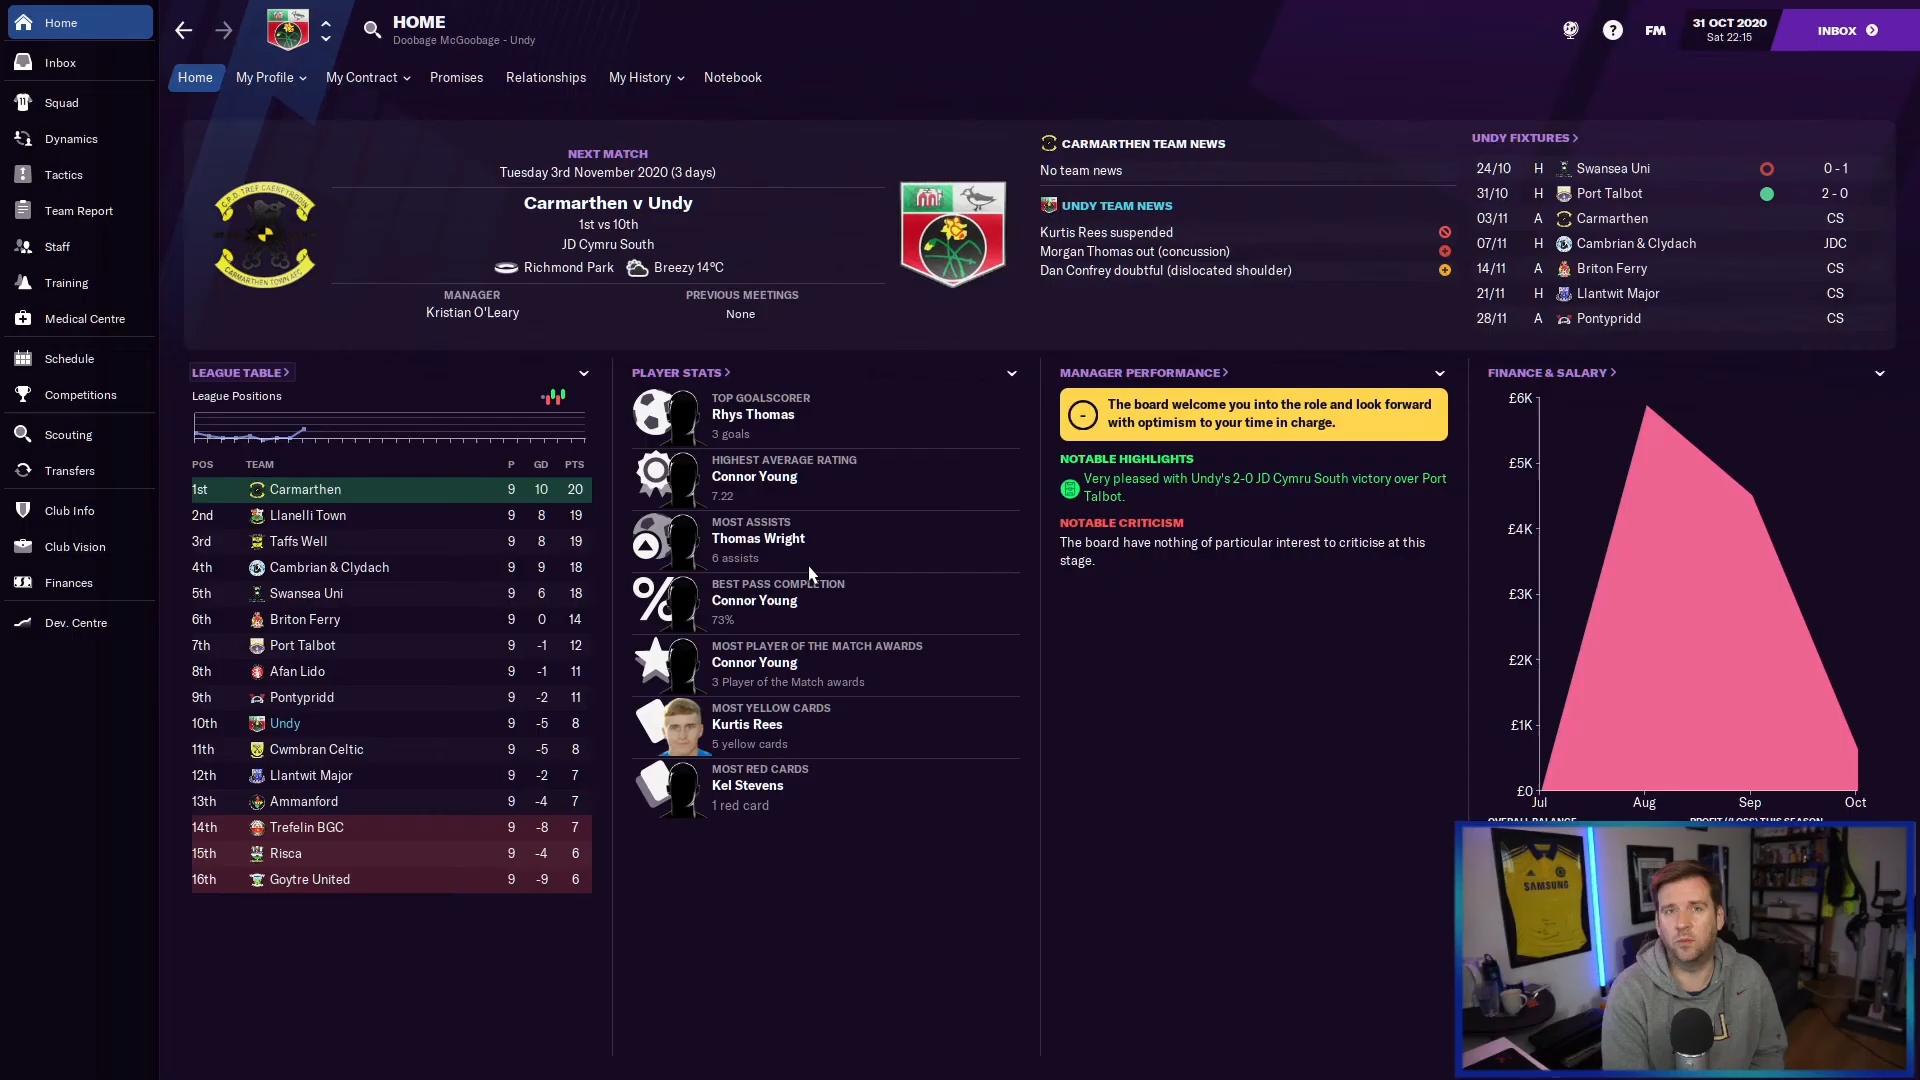 Home
Inbox
Squad
Dynamics
Tactics
Team Report
Staff
Training
Medical Centre
Schedule
Competitions
Scouting
Transfers
Club Info
Club Vision
Finances
Dev. Centre
HOME
Doobage McGoobage - Undy
?
FM
31 OCT 2020
Sat 22:15
INBOX
Home My Profile My Contract Promises Relationships My History Notebook
NEXT MATCH
Tuesday 3rd November 2020 (3 days)
Carmarthen v Undy
1st vs 10th
JD Cymru South
Richmond Park Breezy 14°C
MANAGER
Kristian O'Leary
PREVIOUS MEETINGS
None
CARMARTHEN TEAM NEWS
No team news
UNDY TEAM NEWS
Kurtis Rees suspended
Morgan Thomas out (concussion)
Dan Confrey doubtful (dislocated shoulder)
UNDY FIXTURES
24/10 H Swansea Uni 0 - 1
31/10 H Port Talbot 2 - 0
03/11 A Carmarthen CS
07/11 H Cambrian & Clydach JDC
14/11 A Briton Ferry CS
21/11 H Llantwit Major CS
28/11 A Pontypridd CS
LEAGUE TABLE
League Positions
POS TEAM P GD PTS
1st Carmarthen 9 10 20
2nd Llanelli Town 9 8 19
3rd Taffs Well 9 8 19
4th Cambrian & Clydach 9 9 18
5th Swansea Uni 9 6 18
6th Briton Ferry 9 0 14
7th Port Talbot 9 -1 12
8th Afan Lido 9 -1 11
9th Pontypridd 9 -2 11
10th Undy 9 -5 8
11th Cwmbran Celtic 9 -5 8
12th Llantwit Major 9 -2 7
13th Ammanford 9 -4 7
14th Trefelin BGC 9 -8 7
15th Risca 9 -4 6
16th Goytre United 9 -9 6
PLAYER STATS
TOP GOALSCORER
Rhys Thomas
3 goals
HIGHEST AVERAGE RATING
Connor Young
7.22
MOST ASSISTS
Thomas Wright
6 assists
BEST PASS COMPLETION
Connor Young
73%
MOST PLAYER OF THE MATCH AWARDS
Connor Young
3 Player of the Match awards
MOST YELLOW CARDS
Kurtis Rees
5 yellow cards
MOST RED CARDS
Kel Stevens
1 red card
MANAGER PERFORMANCE
The board welcome you into the role and look forward
with optimism to your time in charge.
NOTABLE HIGHLIGHTS
Very pleased with Undy's 2-0 JD Cymru South victory over Port
Talbot.
NOTABLE CRITICISM
The board have nothing of particular interest to criticise at this
stage.
FINANCE & SALARY
£6K
£5K
£4K
£3K
£2K
£1K
£0
Jul Aug Sep Oct
OVERALL BALANCE PROFIT/(LOSS) THIS SEASON
SAMSUNG